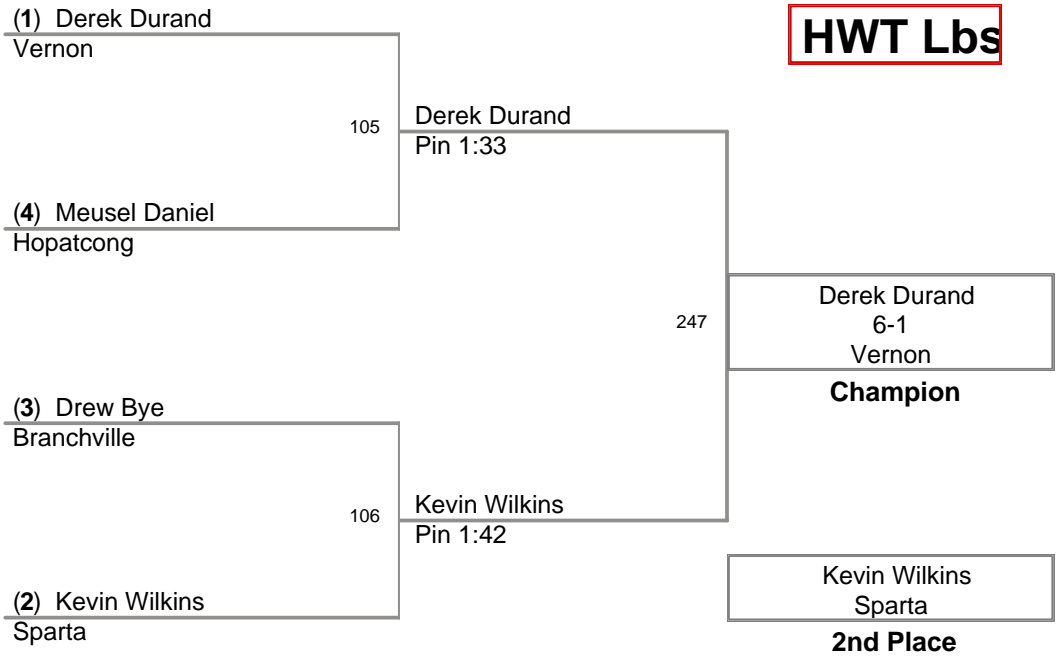 (1) Derek Durand
Vernon
HWT Lbs
105
Derek Durand
Pin 1:33
(4) Meusel Daniel
Hopatcong
247
Derek Durand
6-1
Vernon
Champion
(3) Drew Bye
Branchville
106
Kevin Wilkins
Pin 1:42
(2) Kevin Wilkins
Sparta
Kevin Wilkins
Sparta
2nd Place